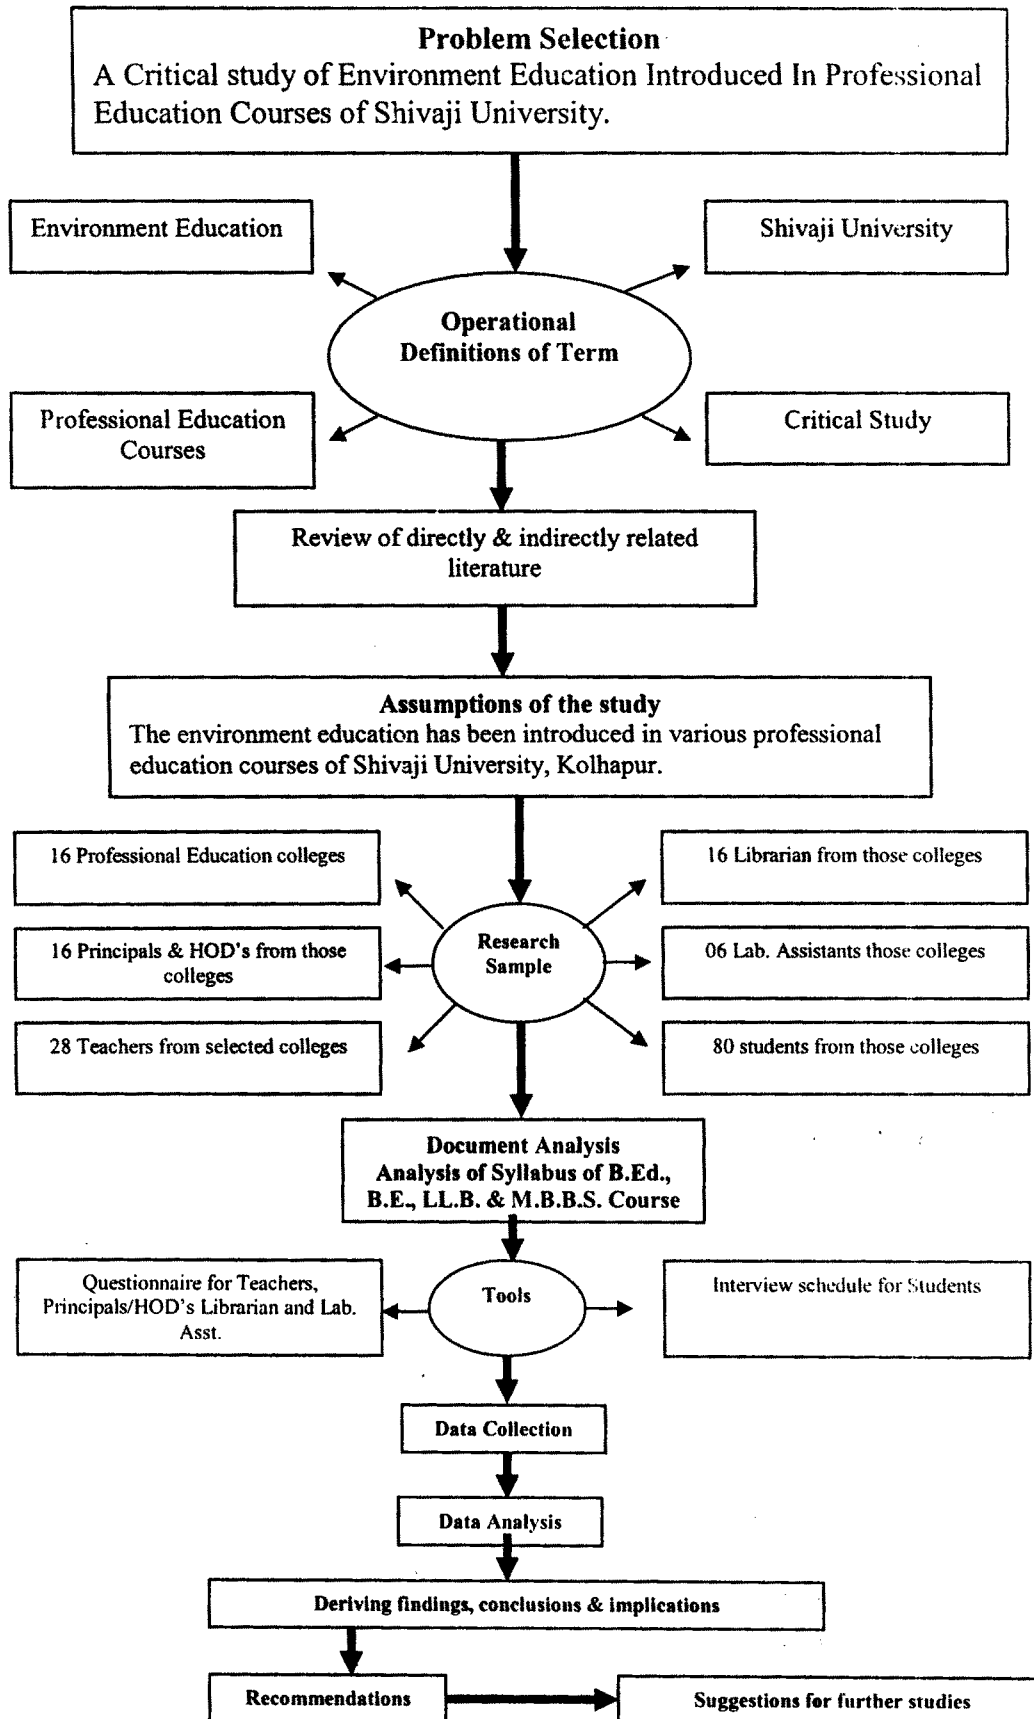 Problem Selection
A Critical study of Environment Education Introduced In Professional
Education Courses of Shivaji University.
Environment Education
Shivaji University
Operational
Definitions of Term
Professional Education
Courses
Critical Study
Review of directly & indirectly related
literature
Assumptions of the study
The environment education has been introduced in various professional
education courses of Shivaji University, Kolhapur.
16 Professional Education colleges
16 Librarian from those colleges
Research
Sample
16 Principals & HOD's from those
colleges
06 Lab. Assistants those colleges
28 Teachers from selected colleges
80 students from those colleges
Document Analysis
Analysis of Syllabus of B.Ed.,
B.E., LL.B. & M.B.B.S. Course
Questionnaire for Teachers,
Principals/HOD's Librarian and Lab.
Asst.
Tools
Interview schedule for Students
Data Collection
Data Analysis
Deriving findings, conclusions & implications
Recommendations
Suggestions for further studies